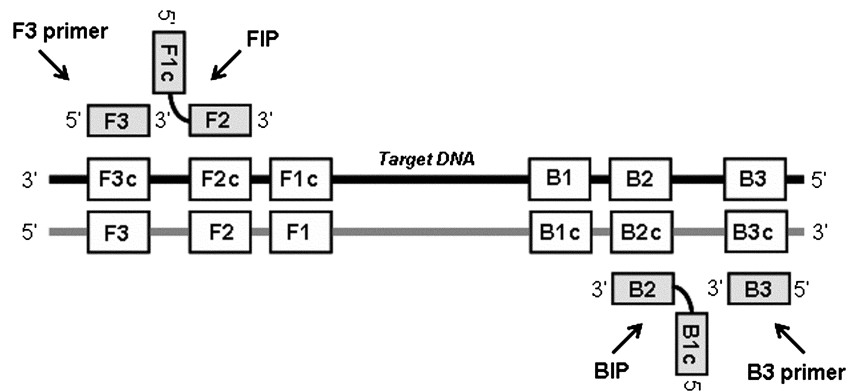 5'
F3 primer
FIP
F1c
5' F3 3' F2 3'
Target DNA
3' F3c F2c F1c B1 B2 B3 5'
5' F3 F2 F1 B1c B2c B3c 3'
3' B2 3' B3 5'
B1c
BIP
B3 primer
5'